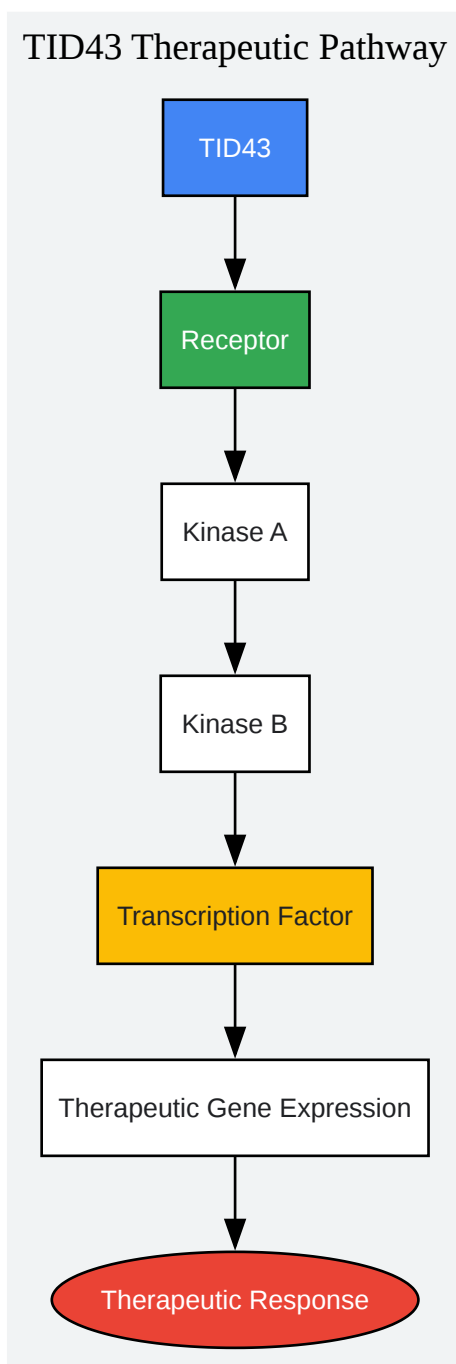 TID43 Therapeutic Pathway
TID43
Receptor
Kinase A
Kinase B
Transcription Factor
Therapeutic Gene Expression
Therapeutic Response